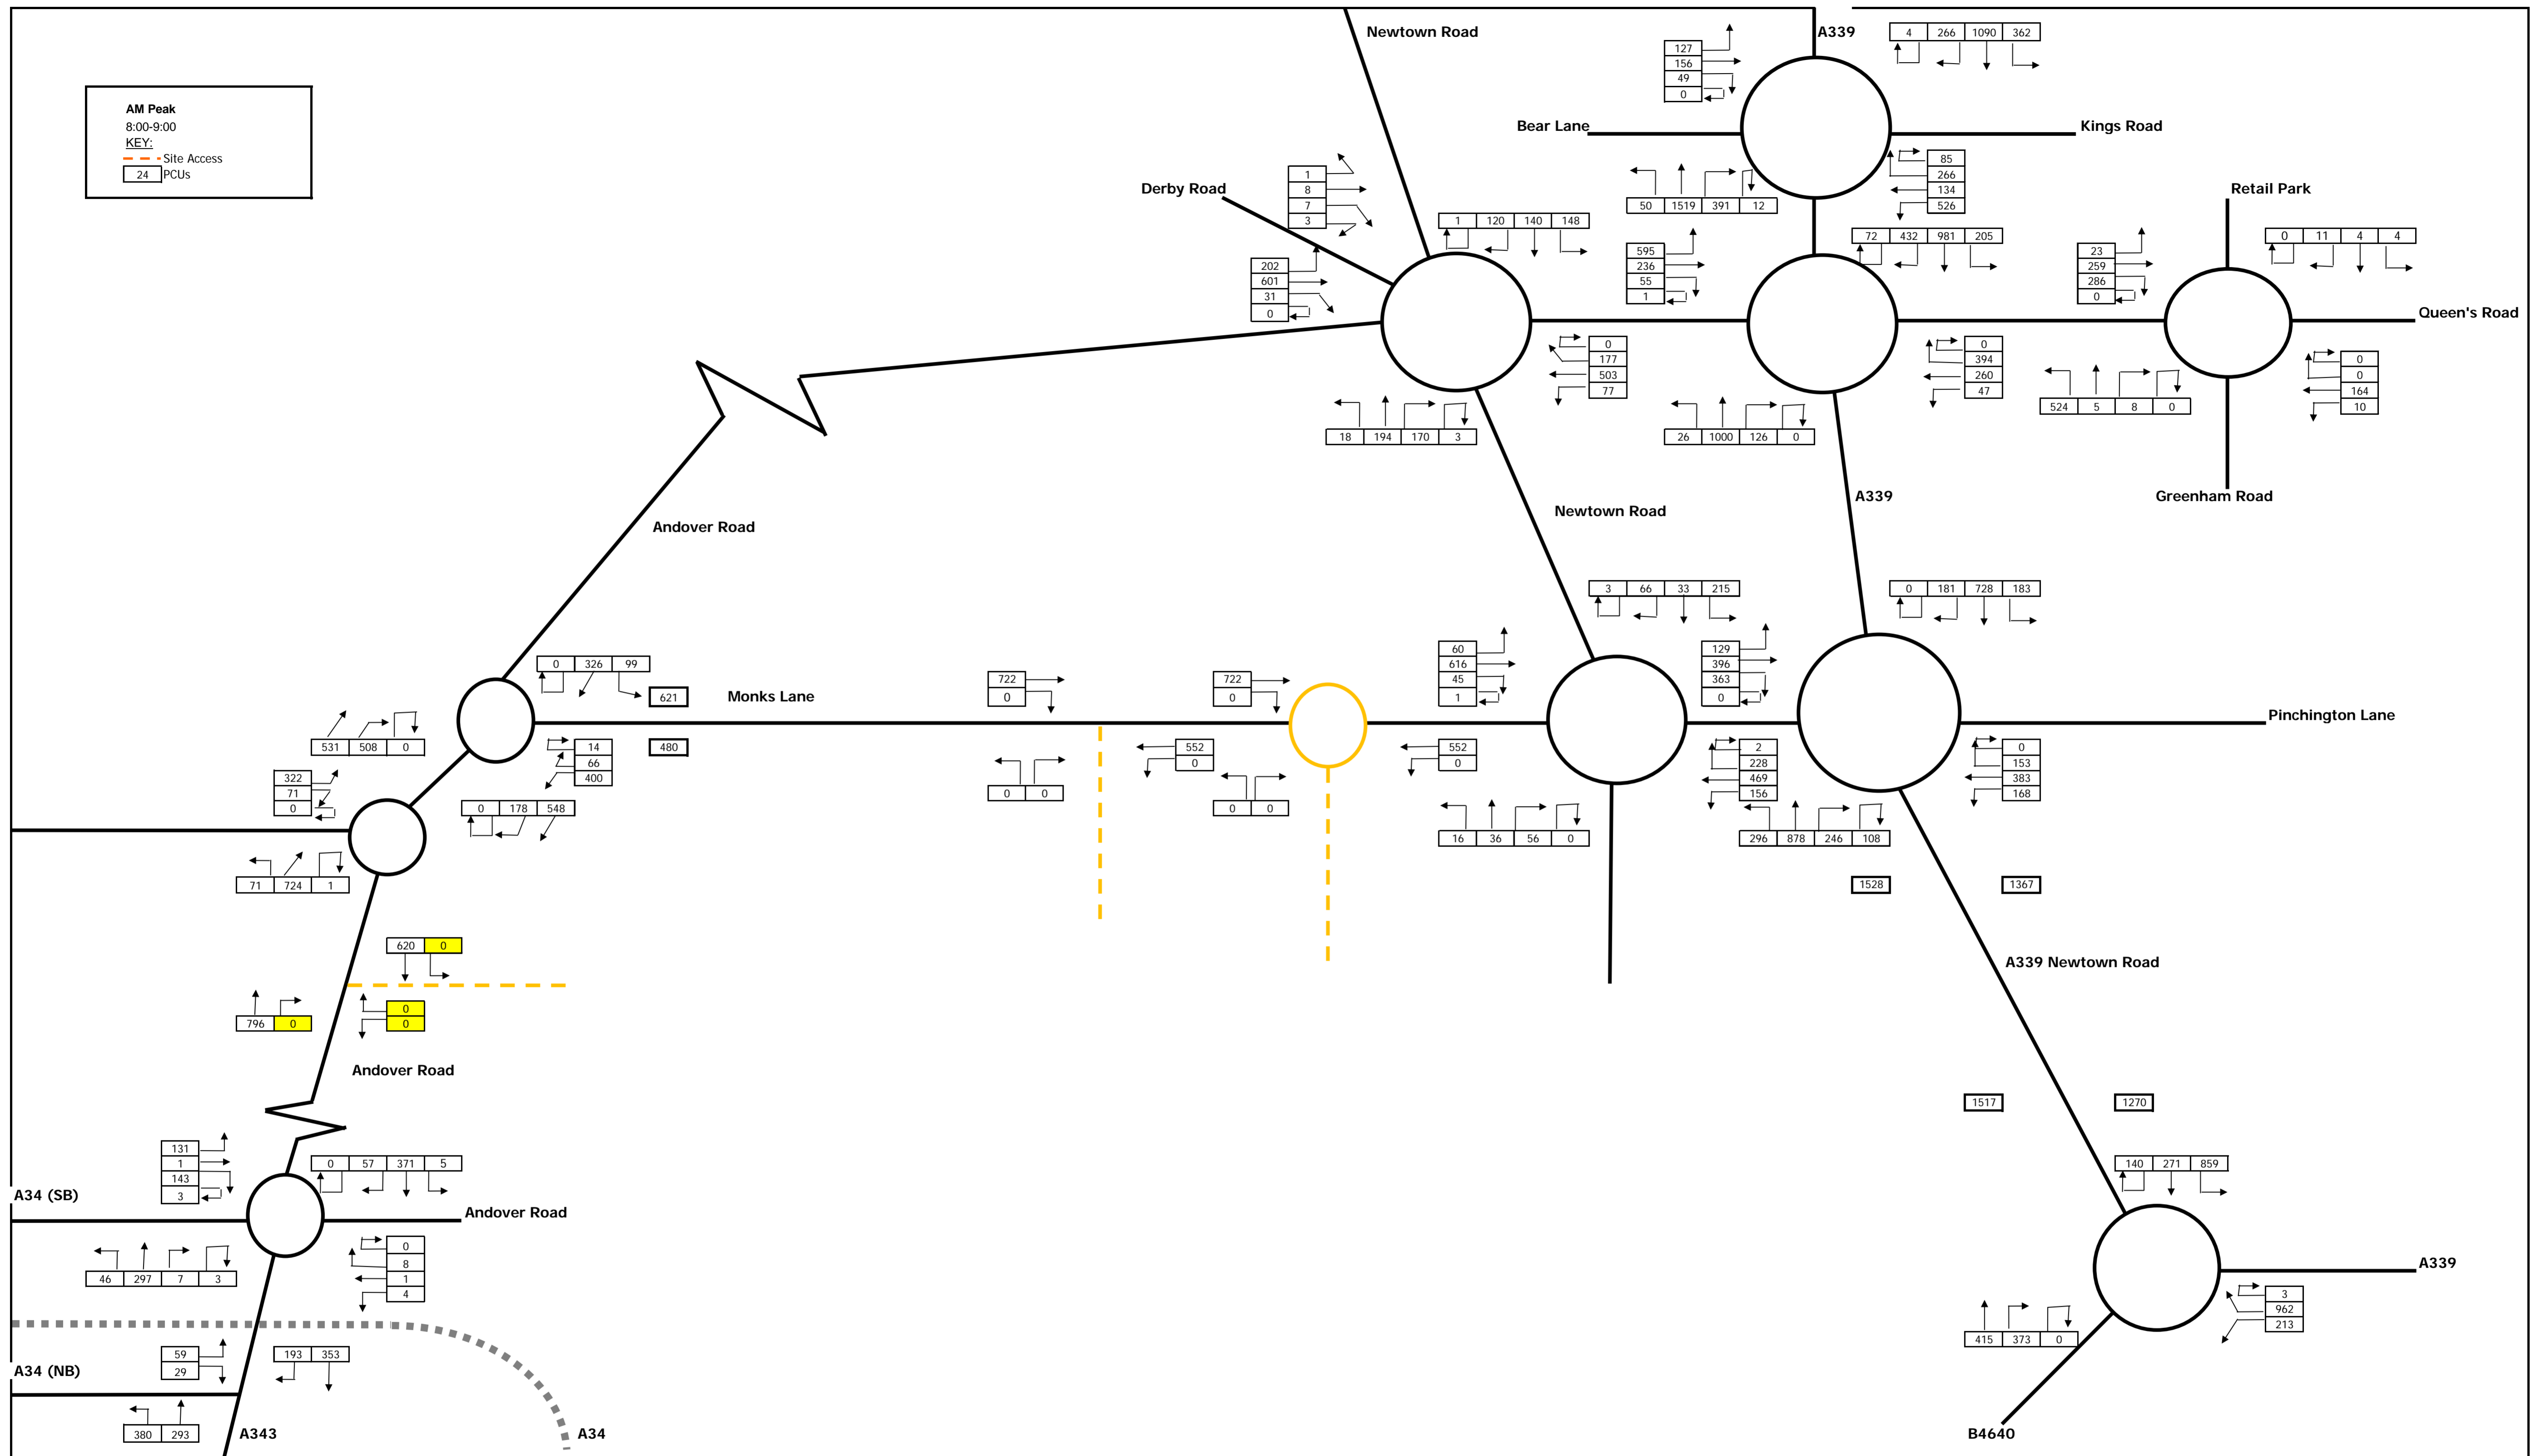 AM Peak
8:00-9:00
KEY:
Site Access
24 PCUs
Newtown Road
A339
4 266 1090 362
127
156
49
0
Bear Lane
Kings Road
85
266
134
526
50 1519 391 12
Derby Road
1
8
7
3
1 120 140 148
202
601
31
0
0
177
503
77
18 194 170 3
595
236
55
1
72 432 981 205
0
394
260
47
26 1000 126 0
Retail Park
23
259
286
0
0 11 4 4
Queen's Road
0
0
164
10
524 5 8 0
Greenham Road
A339
Newtown Road
Andover Road
0 326 99
621
Monks Lane
531 508 0
14
66
400
480
322
71
0
0 178 548
71 724 1
722
0
722
0
0 0
552
0
0 0
552
0
60
616
45
1
3 66 33 215
2
228
469
156
16 36 56 0
129
396
363
0
0 181 728 183
Pinchington Lane
0
153
383
168
296 878 246 108
1528
1367
A339 Newtown Road
620 0
796 0
0
0
Andover Road
1517
1270
131
1
143
3
0 57 371 5
A34 (SB)
Andover Road
0
8
1
4
46 297 7 3
140 271 859
A339
3
962
213
415 373 0
B4640
59
29
193 353
A34 (NB)
380 293
A343
A34